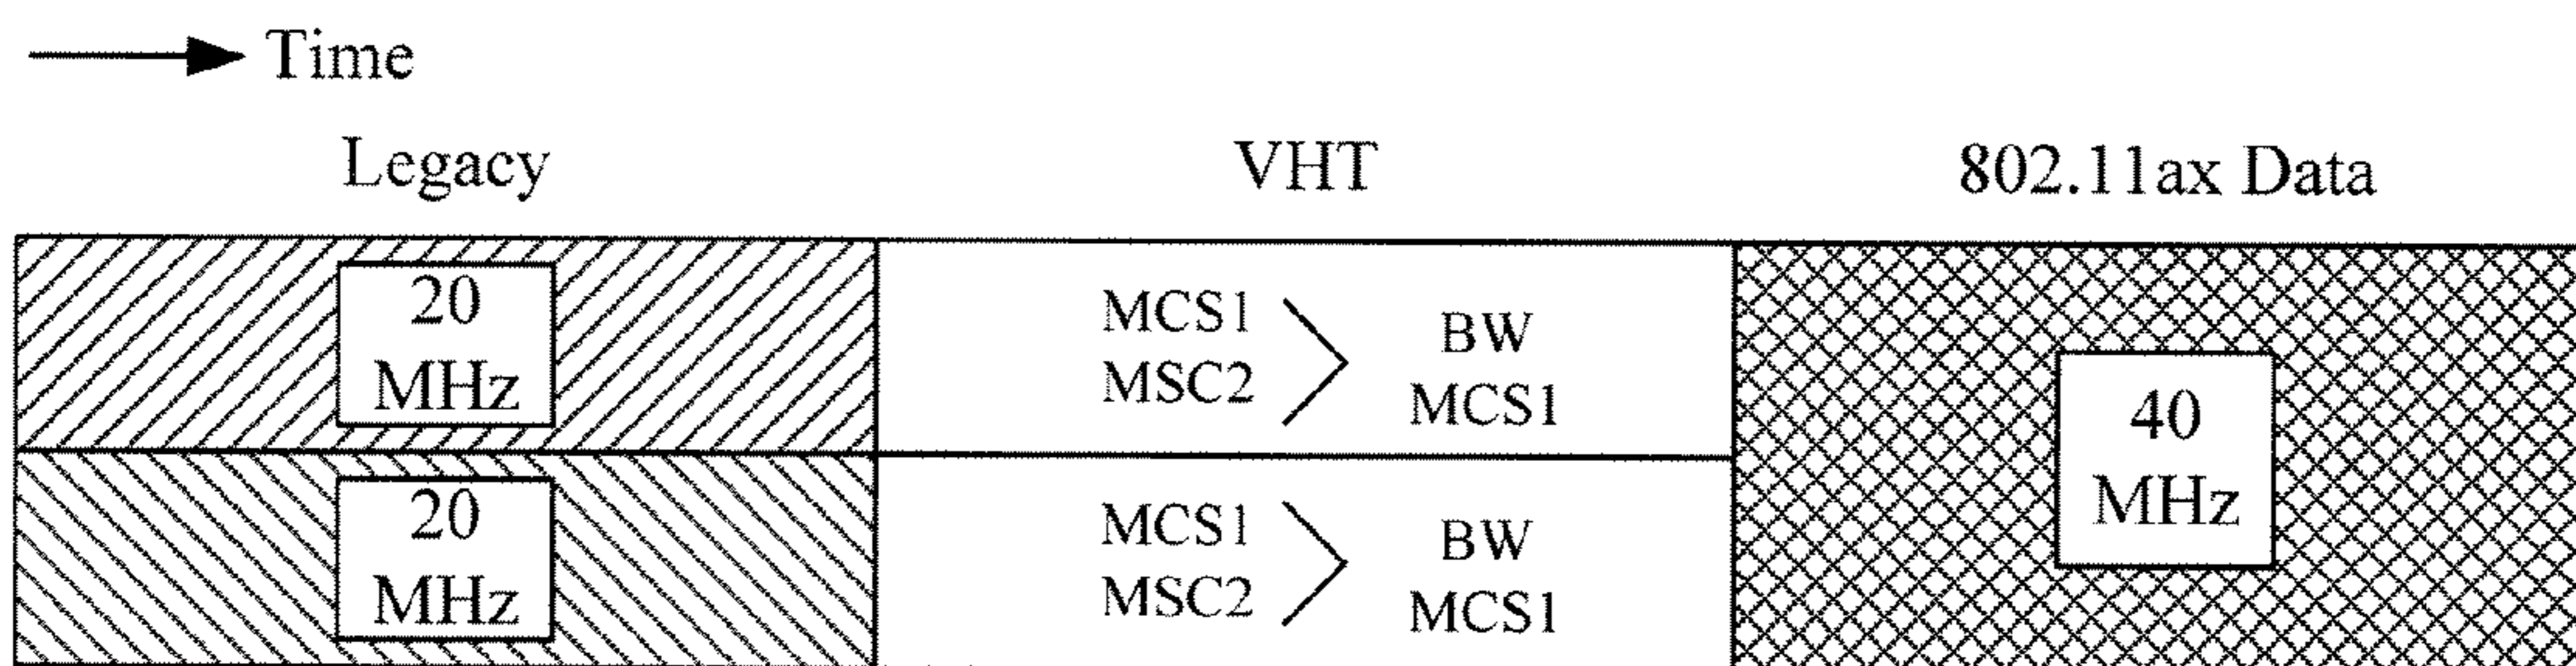 Time
Legacy
VHT
802.11ax Data
20
MHz
MCS1
MSC2
BW
MCS1
40
MHz
20
MHz
MCS1
MSC2
BW
MCS1